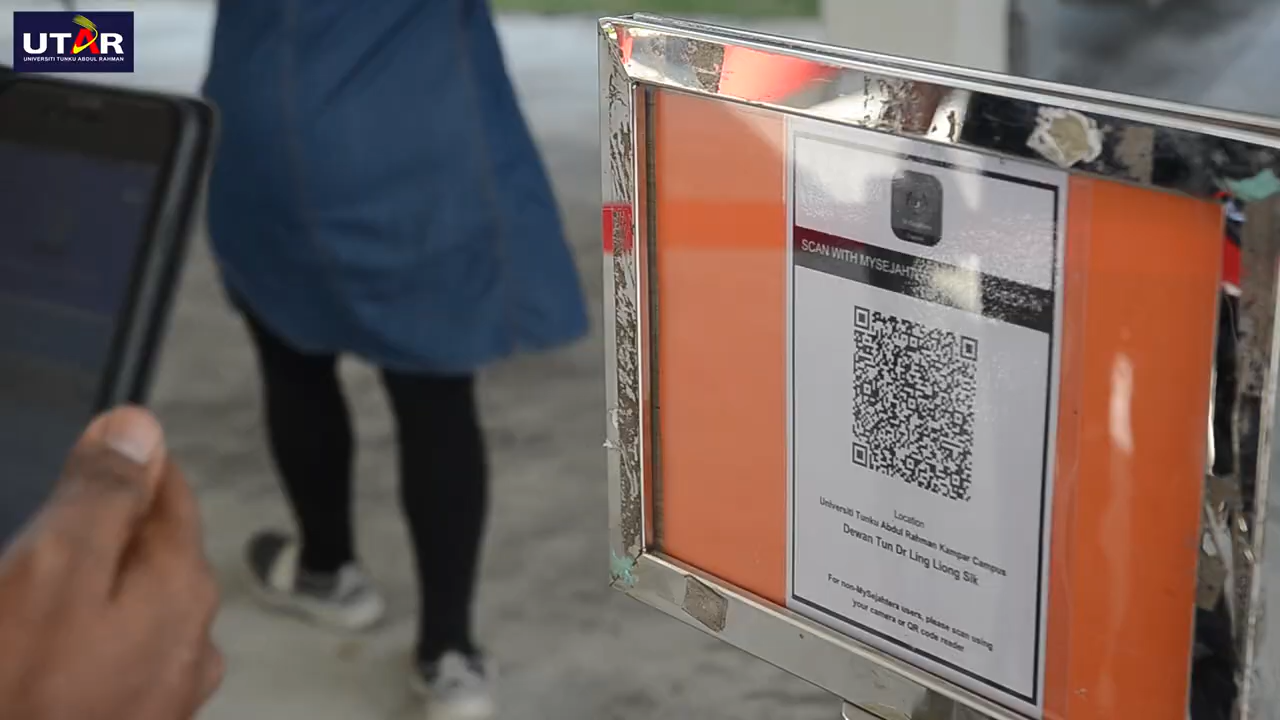 UTAR
UNIVERSITI TUNKU ABDUL RAHMAN
SCAN WITH MYSEJAHT
Location
Universiti Tunku Abdul Rahman Kampar Campus
Dewan Tun Dr Ling Liong Sik
For non-MySejahtera users, please scan using
your camera or QR code reader